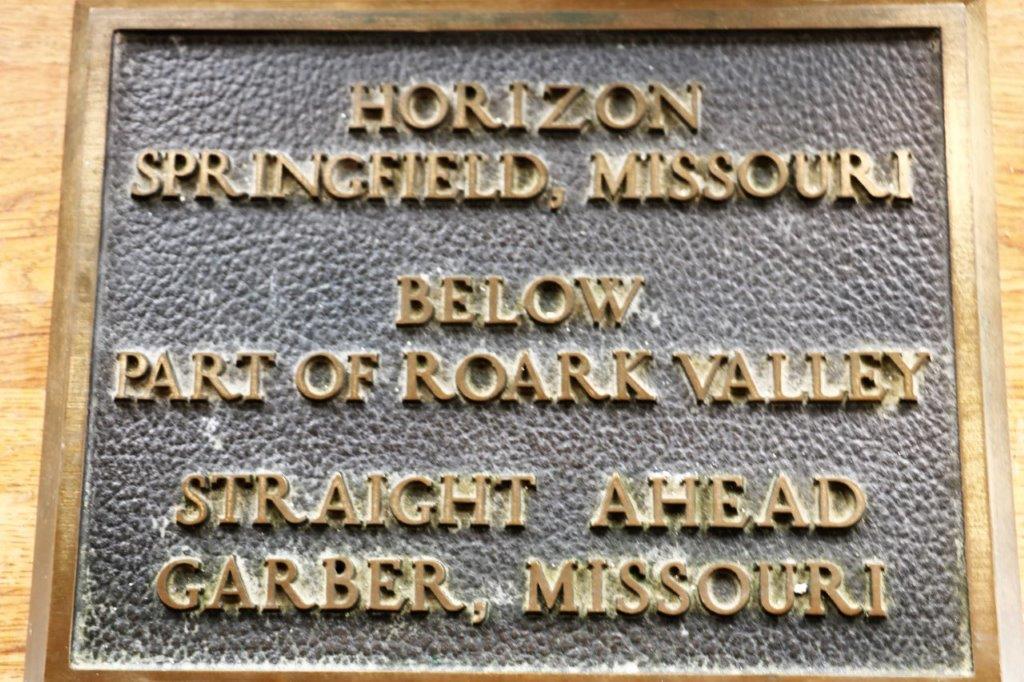 HORIZON
SPRINGFIELD, MISSOURI
BELOW
PART OF ROARK VALLEY
STRAIGHT AHEAD
GARBER, MISSOURI